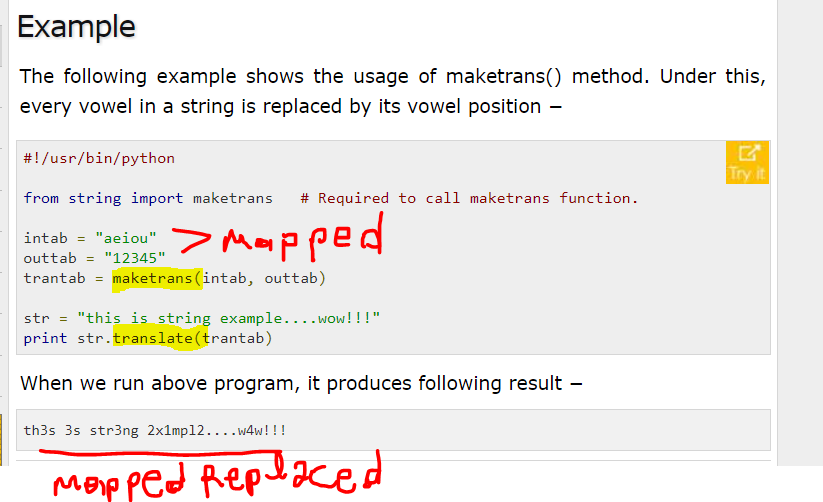 Example
The following example shows the usage of maketrans() method. Under this,
every vowel in a string is replaced by its vowel position −
Try it
#!/usr/bin/python
from string import maketrans   # Required to call maketrans function.
intab = "aeiou"
outtab = "12345"
> Mapped
trantab = maketrans(intab, outtab)
str = "this is string example....wow!!!"
print str.translate(trantab)
When we run above program, it produces following result −
th3s 3s str3ng 2x1mpl2....w4w!!!
Mapped Replaced